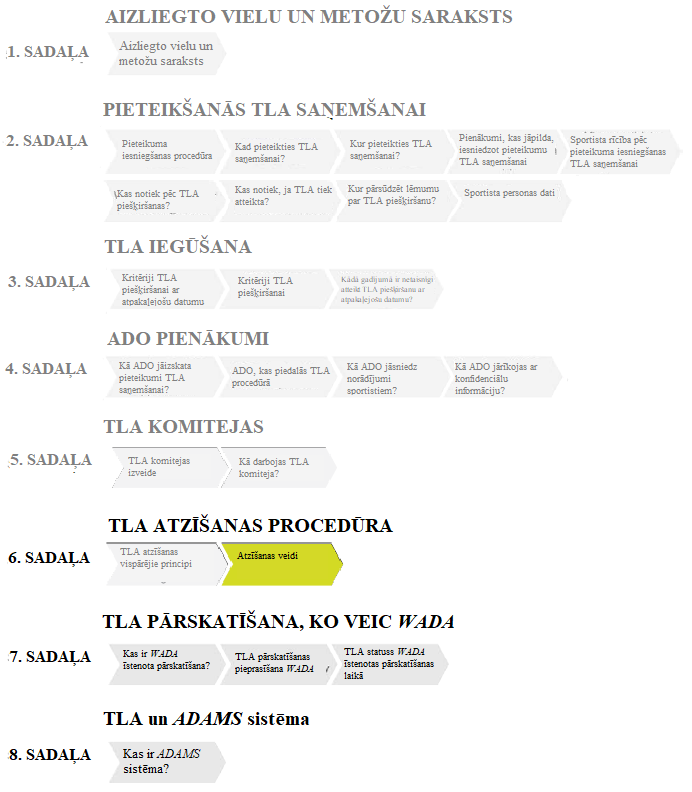 AIZLIEGTO VIELU UN METOŽU SARAKSTS
1. SADAĻA
Aizliegto vielu un
metožu saraksts
PIETEIKŠANĀS TLA SAŅEMŠANAI
2. SADAĻA
Pieteikuma
iesniegšanas procedūra
Kad pieteikties TLA
saņemšanai?
Kur pieteikties TLA
saņemšanai?
Pienākumi, kas jāpilda,
iesniedzot pieteikumu
TLA saņemšanai
Sportista rīcība pēc
pieteikuma iesniegšanas
TLA saņemšanai
Kas notiek pēc TLA
piešķiršanas?
Kas notiek, ja TLA tiek
atteikta?
Kur pārsūdzēt lēmumu
par TLA piešķiršanu?
Sportista personas dati
TLA IEGŪŠANA
3. SADAĻA
Kritēriji TLA
piešķiršanai ar
atpakaļejošu datumu
Kritēriji TLA
piešķiršanai
Kādā gadījumā ir netaisnīgi
atteikt TLA piešķiršanu ar
atpakaļejošu datumu?
ADO PIENĀKUMI
4. SADAĻA
Kā ADO jāizskata
pieteikumi TLA
saņemšanai?
ADO, kas piedalās TLA
procedūrā
Kā ADO jāsniedz
norādījumi
sportistiem?
Kā ADO jārīkojas ar
konfidenciālu
informāciju?
TLA KOMITEJAS
5. SADAĻA
TLA komitejas
izveide
Kā darbojas TLA
komiteja?
TLA ATZĪŠANAS PROCEDŪRA
6. SADAĻA
TLA atzīšanas
vispārējie principi
Atzīšanas veidi
TLA PĀRSKATĪŠANA, KO VEIC WADA
7. SADAĻA
Kas ir WADA
īstenota pārskatīšana?
TLA pārskatīšanas
pieprasīšana WADA
TLA statuss WADA
īstenotas pārskatīšanas
laikā
TLA un ADAMS sistēma
8. SADAĻA
Kas ir ADAMS
sistēma?